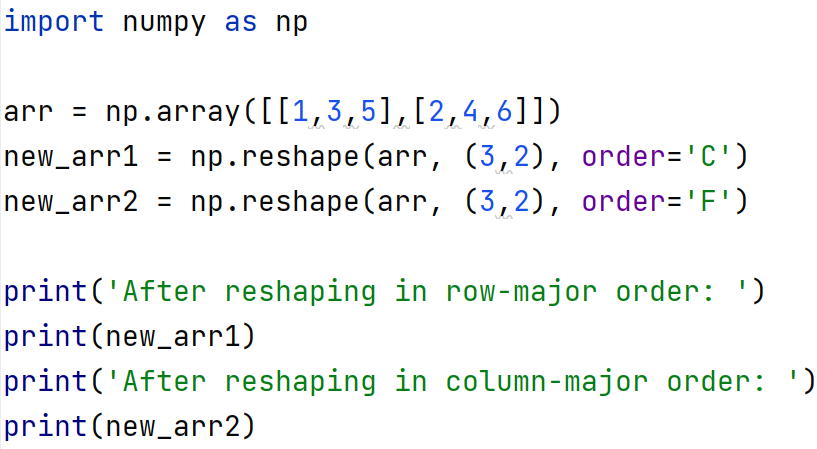 import numpy as np
arr = np.array([[1,3,5],[2,4,6]])
new_arr1 = np.reshape(arr, (3,2), order='C')
new_arr2 = np.reshape(arr, (3,2), order='F')
print('After reshaping in row-major order: ')
print(new_arr1)
print('After reshaping in column-major order: ')
print(new_arr2)